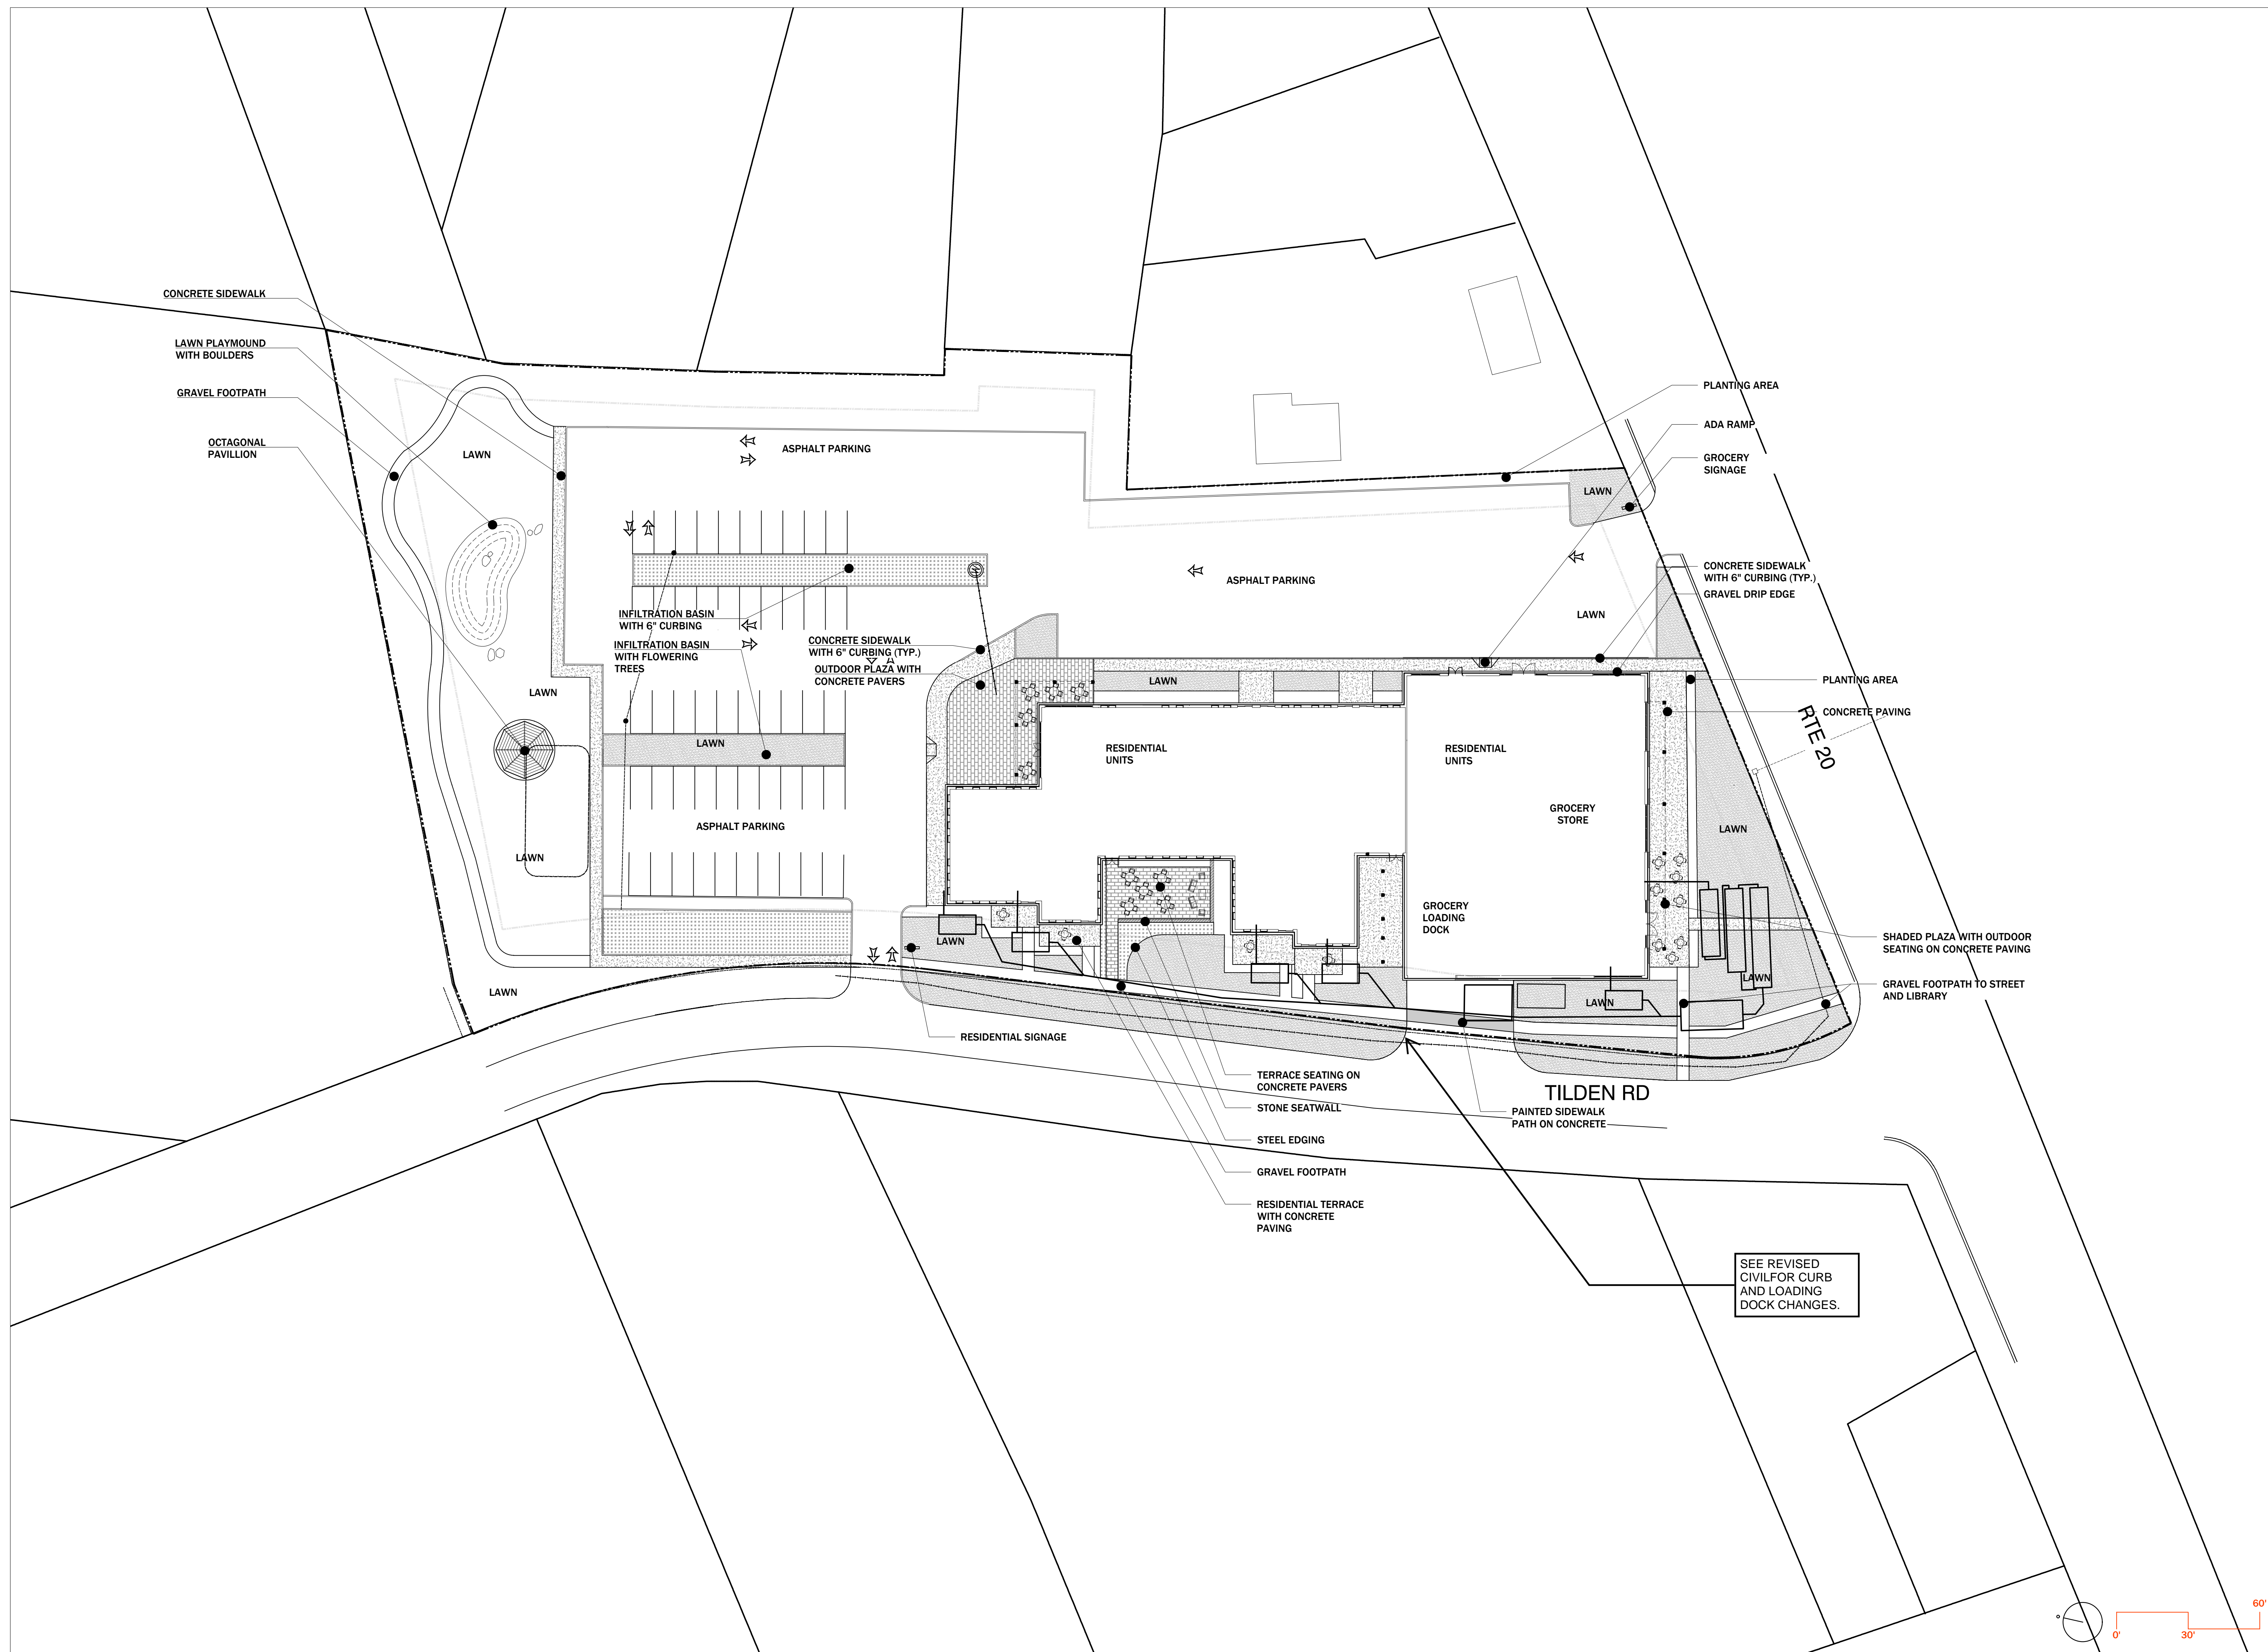 CONCRETE SIDEWALK
LAWN PLAYMOUND
WITH BOULDERS
GRAVEL FOOTPATH
OCTAGONAL
PAVILLION
LAWN
ASPHALT PARKING
PLANTING AREA
ADA RAMP
GROCERY
SIGNAGE
LAWN
CONCRETE SIDEWALK
WITH 6" CURBING (TYP.)
GRAVEL DRIP EDGE
ASPHALT PARKING
LAWN
INFILTRATION BASIN
WITH 6" CURBING
INFILTRATION BASIN
WITH FLOWERING
TREES
CONCRETE SIDEWALK
WITH 6" CURBING (TYP.)
OUTDOOR PLAZA WITH
CONCRETE PAVERS
LAWN
LAWN
PLANTING AREA
CONCRETE PAVING
RTE 20
LAWN
RESIDENTIAL
UNITS
RESIDENTIAL
UNITS
GROCERY
STORE
LAWN
ASPHALT PARKING
LAWN
GROCERY
LOADING
DOCK
LAWN
SHADED PLAZA WITH OUTDOOR
SEATING ON CONCRETE PAVING
LAWN
GRAVEL FOOTPATH TO STREET
AND LIBRARY
LAWN
LAWN
RESIDENTIAL SIGNAGE
TERRACE SEATING ON
CONCRETE PAVERS
STONE SEATWALL
STEEL EDGING
GRAVEL FOOTPATH
RESIDENTIAL TERRACE
WITH CONCRETE
PAVING
TILDEN RD
PAINTED SIDEWALK
PATH ON CONCRETE
SEE REVISED
CIVILFOR CURB
AND LOADING
DOCK CHANGES.
0'
30'
60'